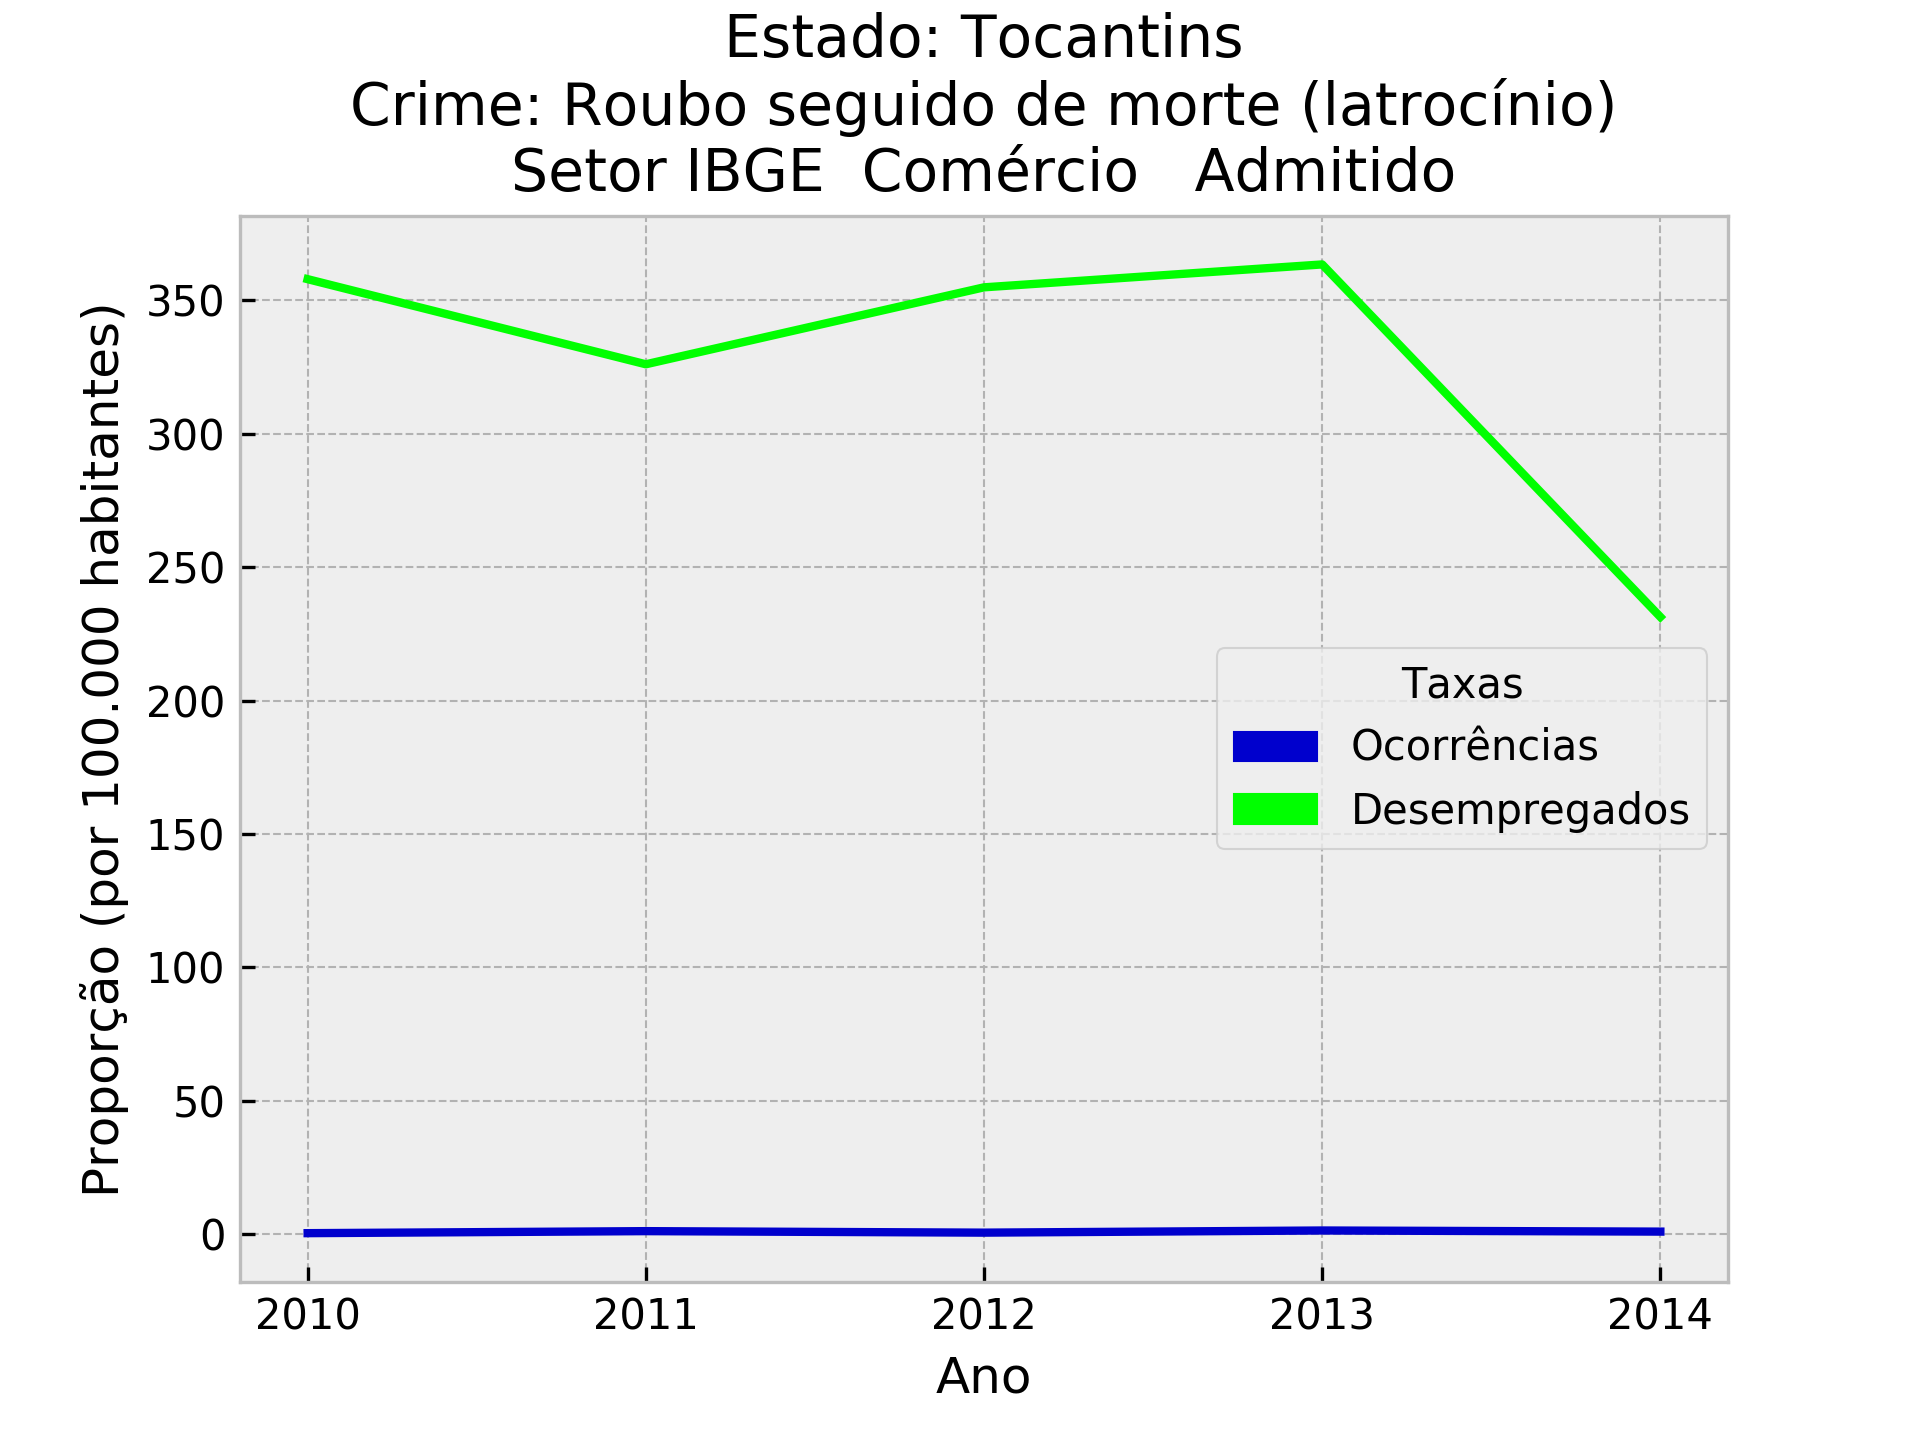 Estado: Tocantins
Crime: Roubo seguido de morte (latrocínio)
Setor IBGE  Comércio   Admitido
Proporção (por 100.000 habitantes)
350
300
250
200
150
100
50
0
Taxas
Ocorrências
Desempregados
2010 2011 2012 2013 2014
Ano